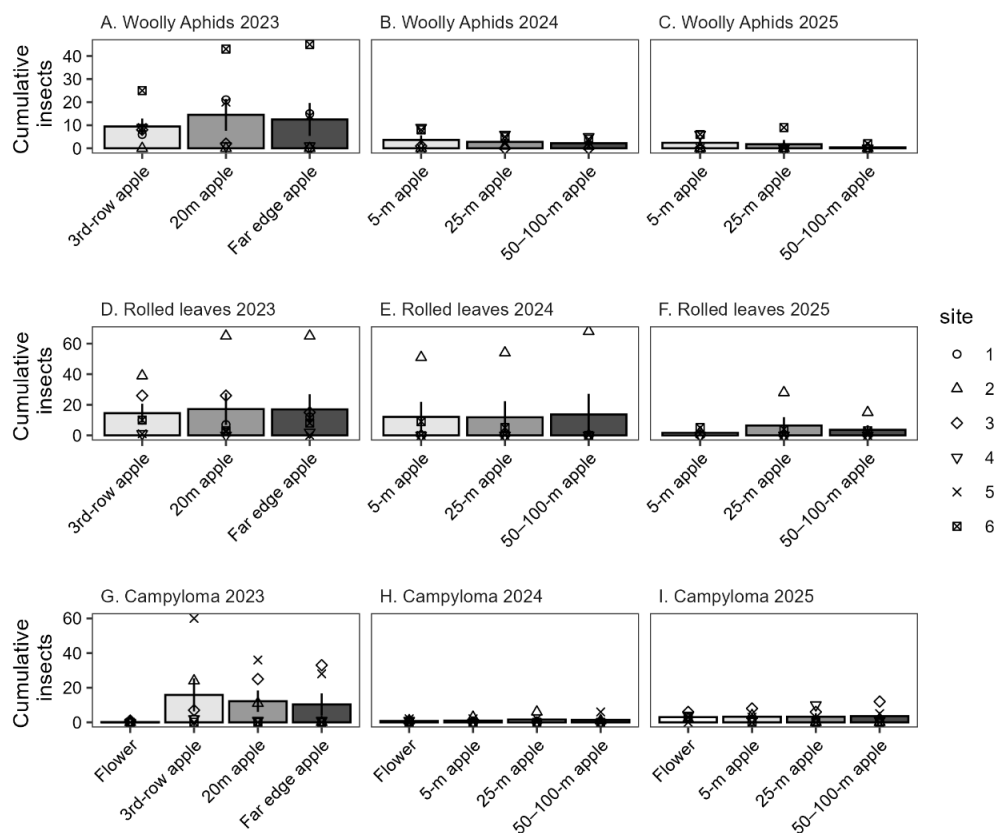 A. Woolly Aphids 2023
B. Woolly Aphids 2024
C. Woolly Aphids 2025
Cumulative
insects
40
30
20
10
0
3rd-row apple
20m apple
Far edge apple
5-m apple
25-m apple
50–100-m apple
5-m apple
25-m apple
50–100-m apple
D. Rolled leaves 2023
E. Rolled leaves 2024
F. Rolled leaves 2025
Cumulative
insects
60
40
20
0
3rd-row apple
20m apple
Far edge apple
5-m apple
25-m apple
50–100-m apple
5-m apple
25-m apple
50–100-m apple
site
1
2
3
4
5
6
G. Campyloma 2023
H. Campyloma 2024
I. Campyloma 2025
Cumulative
insects
60
40
20
0
Flower
3rd-row apple
20m apple
Far edge apple
Flower
5-m apple
25-m apple
50–100-m apple
Flower
5-m apple
25-m apple
50–100-m apple